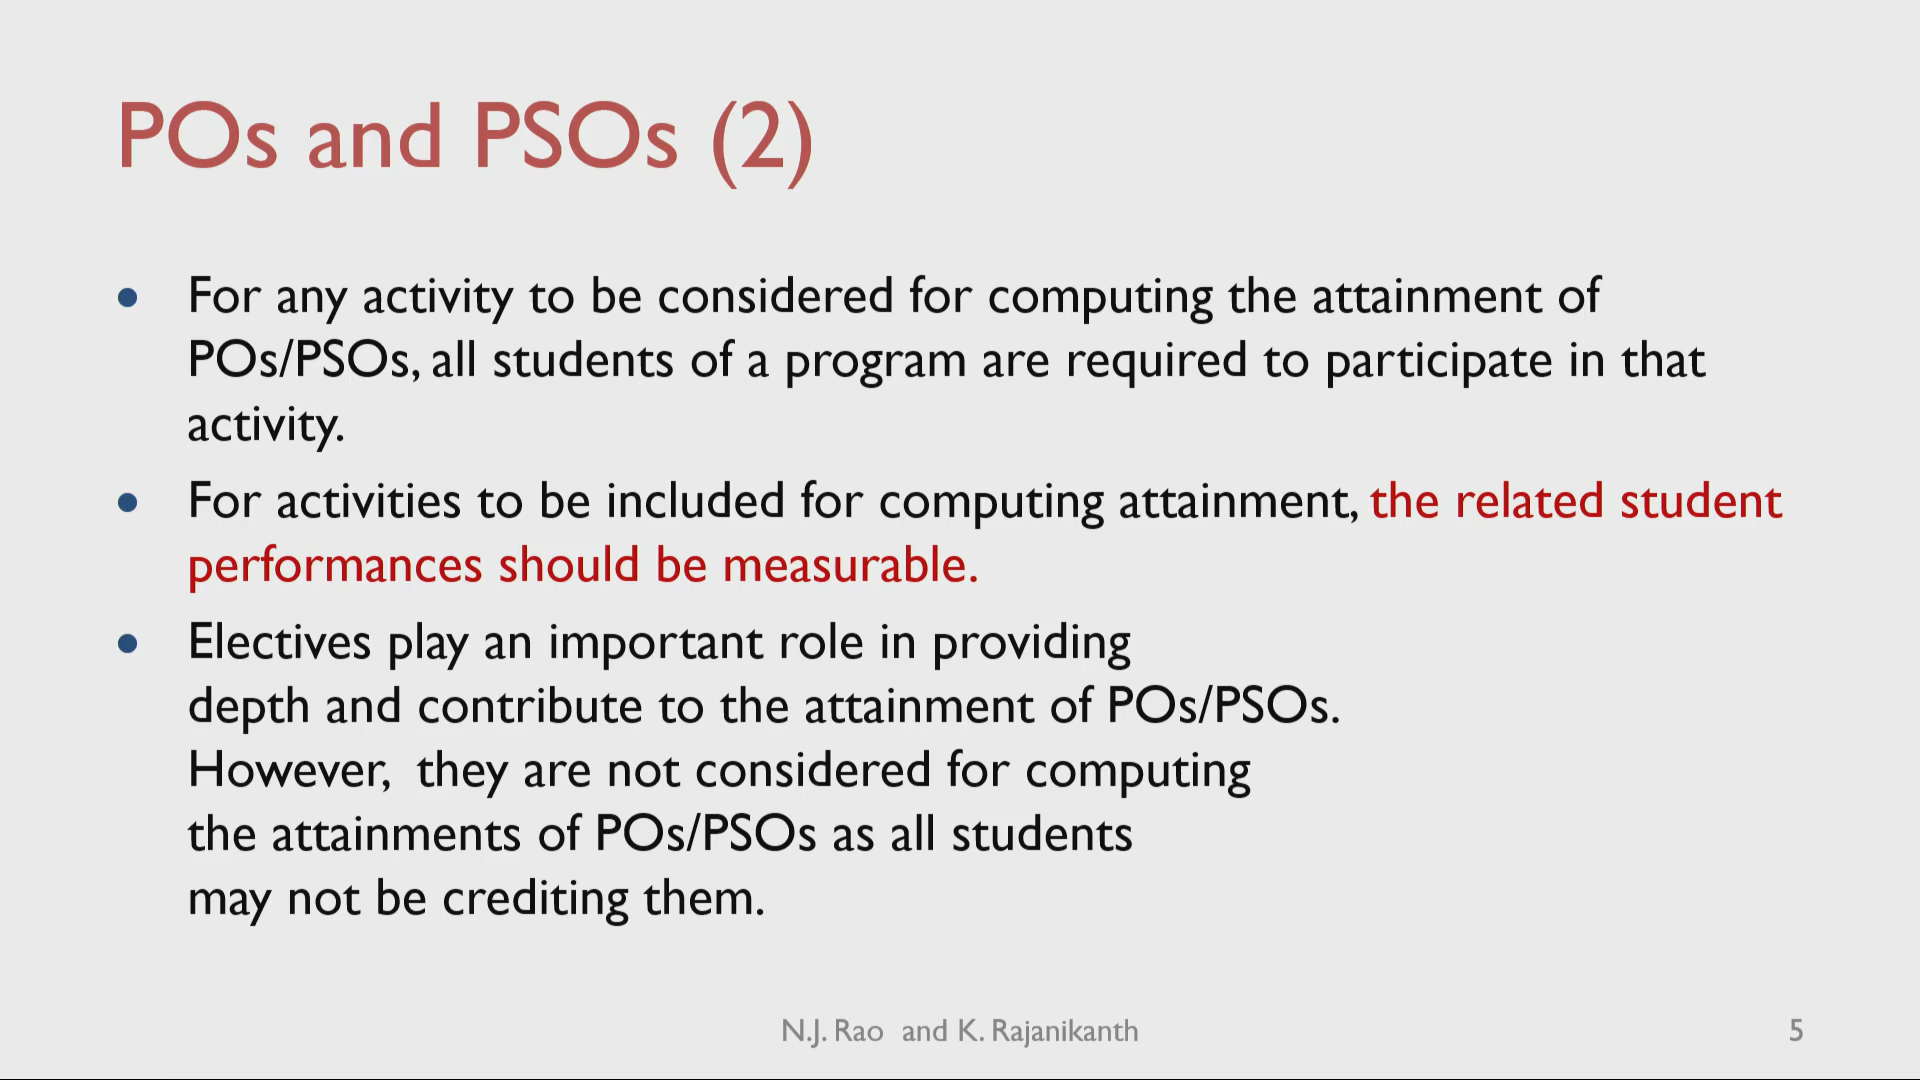 POs and PSOs (2)
• For any activity to be considered for computing the attainment of
POs/PSOs, all students of a program are required to participate in that
activity.
• For activities to be included for computing attainment, the related student
performances should be measurable.
• Electives play an important role in providing
depth and contribute to the attainment of POs/PSOs.
However,  they are not considered for computing
the attainments of POs/PSOs as all students
may not be crediting them.
N.J. Rao  and K. Rajanikanth
5